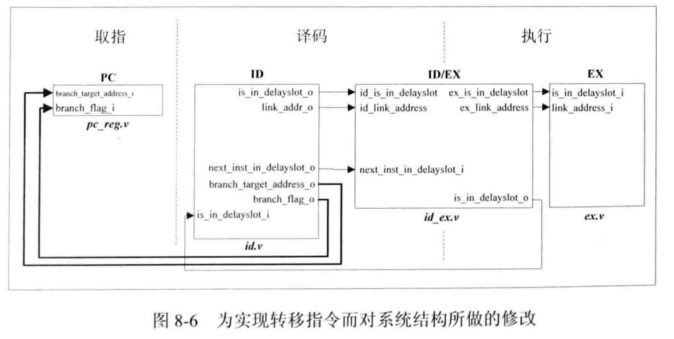 取指 译码 执行
PC ID ID/EX EX
branch_target_address_i is_in_delayslot_o id_is_in_delayslot ex_is_in_delayslot is_in_delayslot_i
branch_flag_i link_addr_o id_link_address ex_link_address link_address_i
pc_reg.v
next_inst_in_delayslot_o next_inst_in_delayslot_i
branch_target_address_o
branch_flag_o is_in_delayslot_o
is_in_delayslot_i
id_ex.v ex.v
id.v
图 8-6 为实现转移指令而对系统结构所做的修改